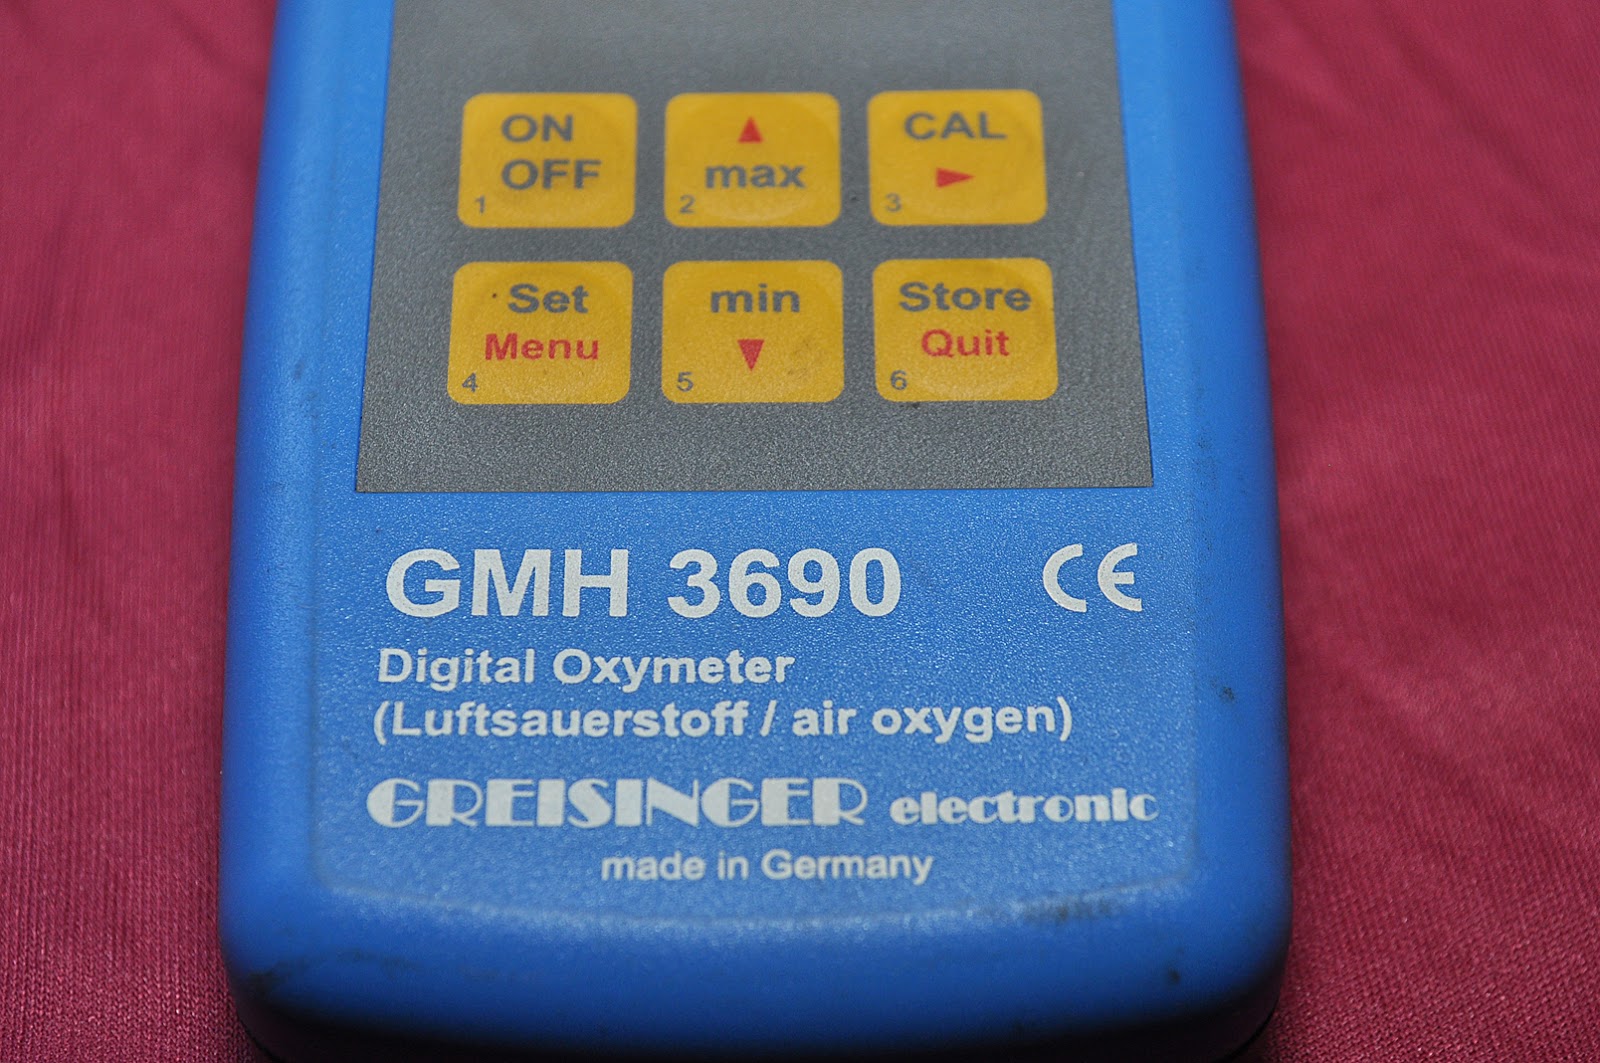 ON
OFF
1
▲
max
2
CAL
►
3
Set
Menu
4
min
▼
5
Store
Quit
6
GMH 3690 CE
Digital Oxymeter
(Luftsauerstoff / air oxygen)
GREISINGER electronic
made in Germany